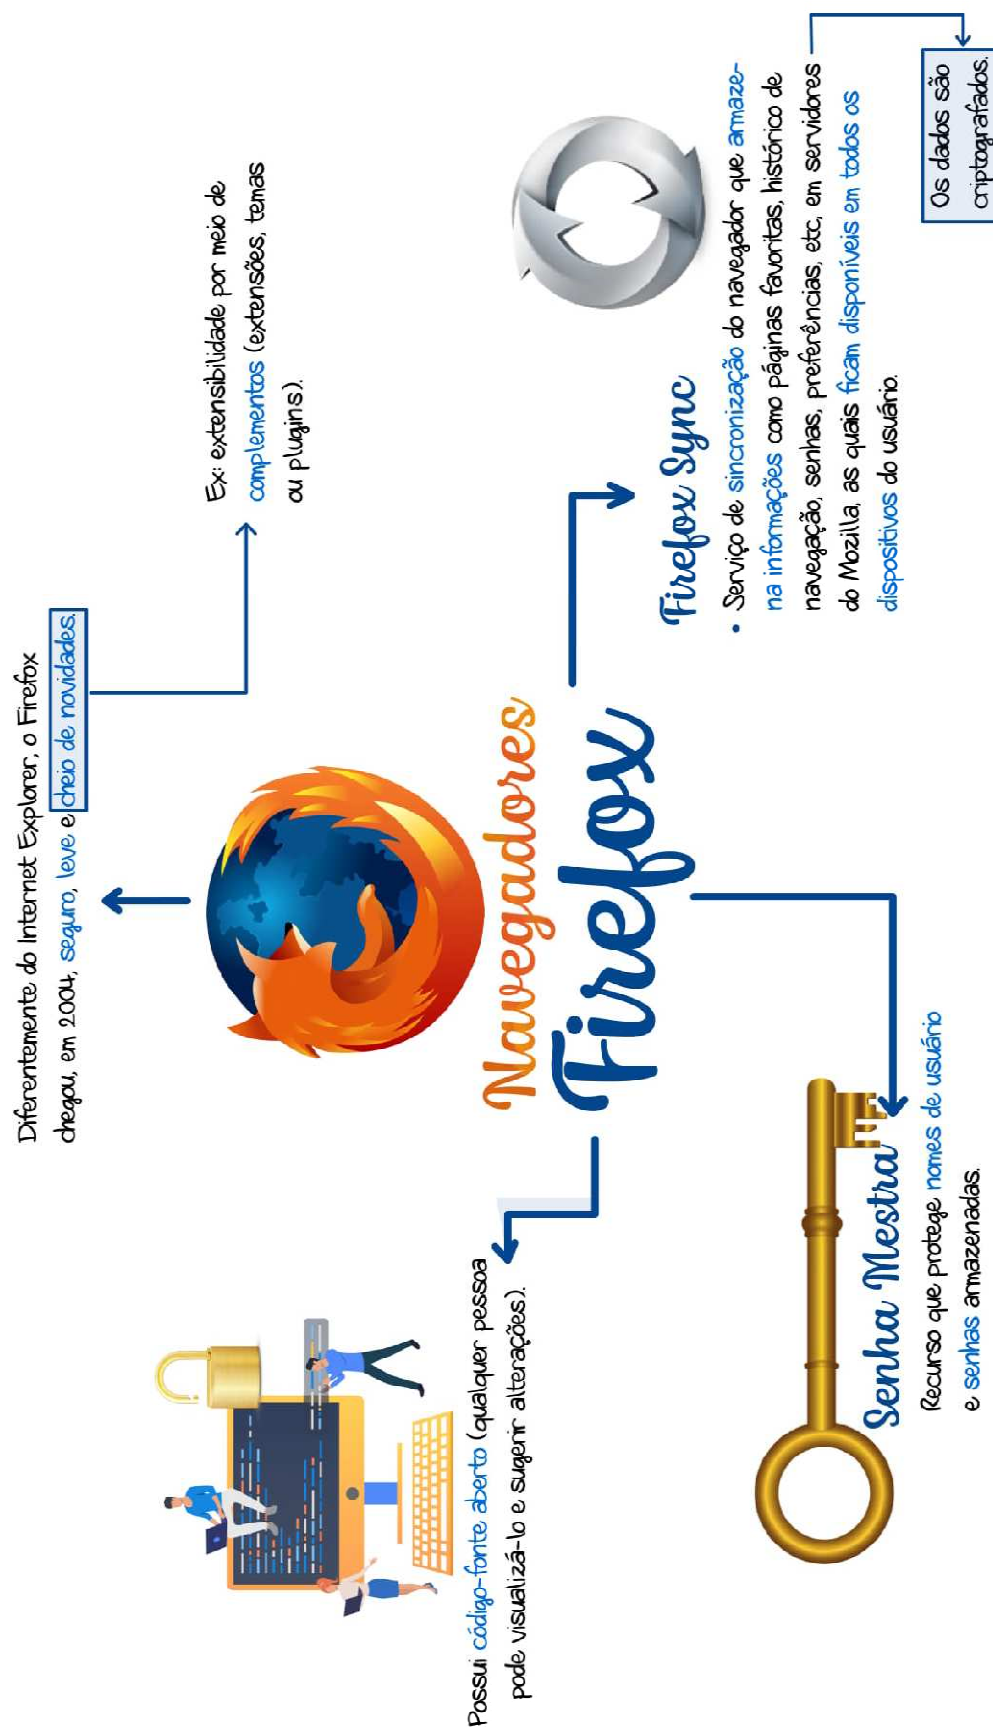 Diferentemente do Internet Explorer, o Firefox
chegou, em 2004, seguro, leve e cheio de novidades.
Ex: extensibilidade por meio de
complementos (extensões, temas
ou plugins).
Navegadores
Firefox
Possui código-fonte aberto (qualquer pessoa
pode visualizá-lo e sugerir alterações).
Firefox Sync
• Serviço de sincronização do navegador que armaze-
na informações como páginas favoritas, histórico de
navegação, senhas, preferências, etc, em servidores
do Mozilla, as quais ficam disponíveis em todos os
dispositivos do usuário.
Os dados são
criptografados.
Senha Mestra
Recurso que protege nomes de usuário
e senhas armazenadas.